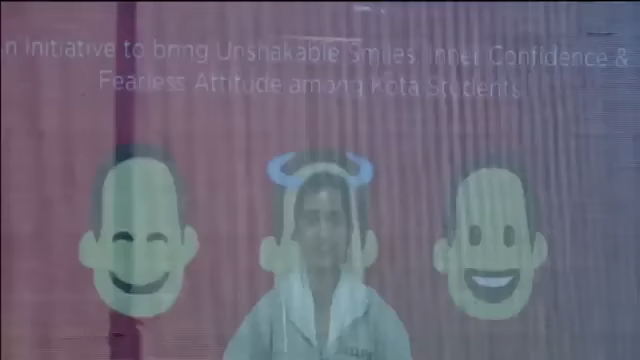 n Initiative to bring Unshakable Smiles, Inner Confidence &
Fearless Attitude among Kota Students